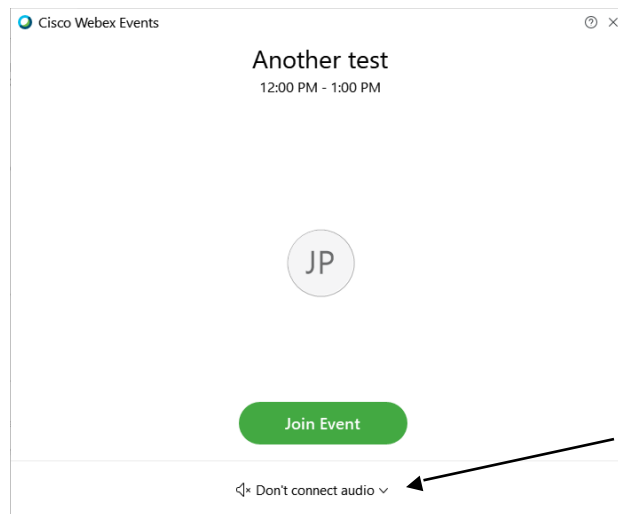 Cisco Webex Events
Another test
12:00 PM - 1:00 PM
JP
Join Event
Don't connect audio